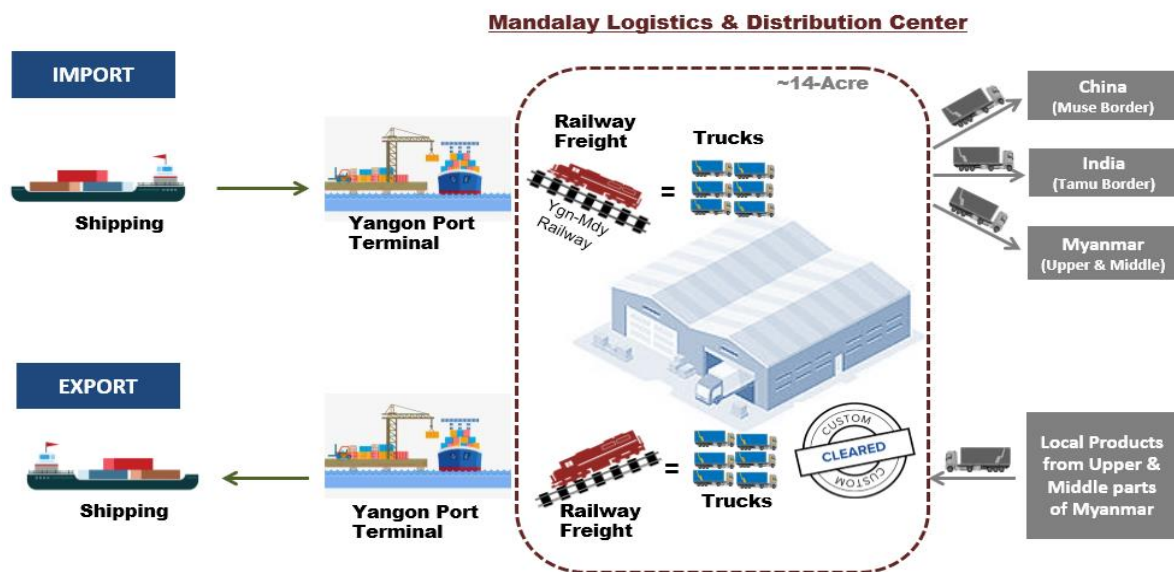 Mandalay Logistics & Distribution Center
IMPORT
~14-Acre
Railway
Freight
Trucks
=
Ygn-Mdy
Railway
Shipping
Yangon Port
Terminal
China
(Muse Border)
India
(Tamu Border)
Myanmar
(Upper & Middle)
EXPORT
Shipping
Yangon Port
Terminal
Railway
Freight
=
Trucks
CUSTOM
CLEARED
CUSTOM
Local Products
from Upper &
Middle parts
of Myanmar